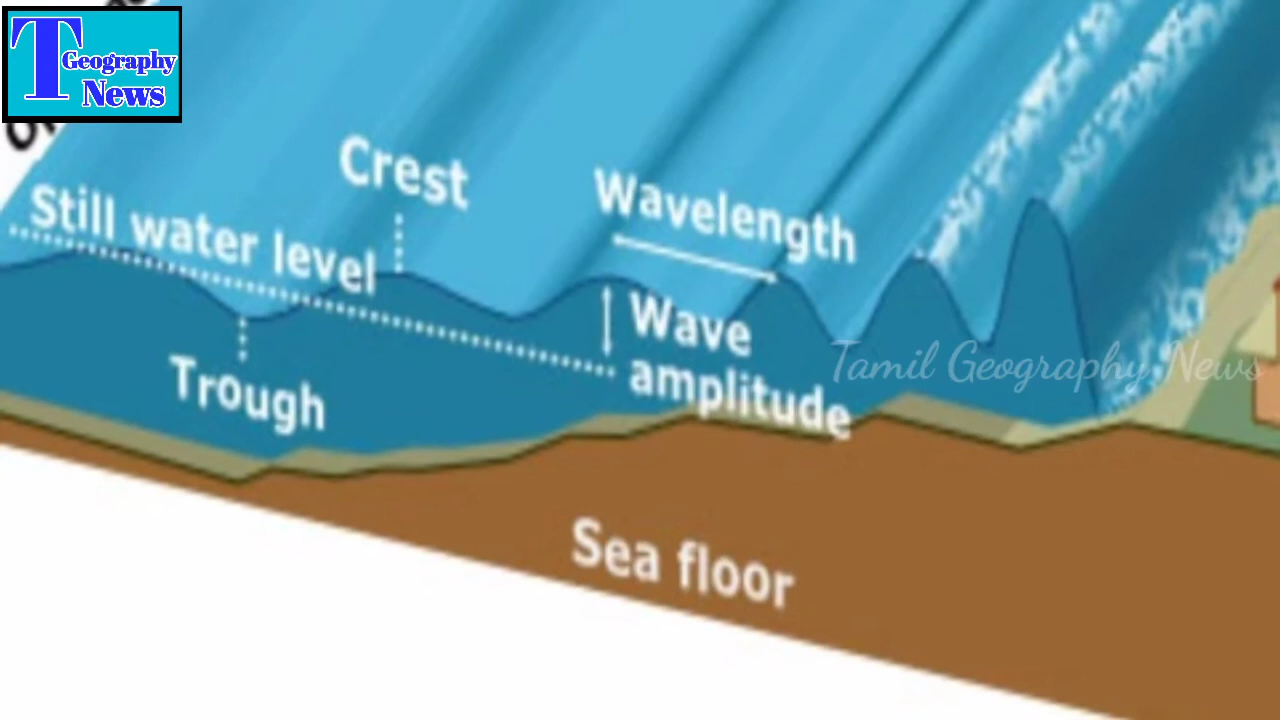 T
Geography
News
Crest
Wavelength
Still water level
Wave
amplitude
Tamil Geography News
Trough
Sea floor